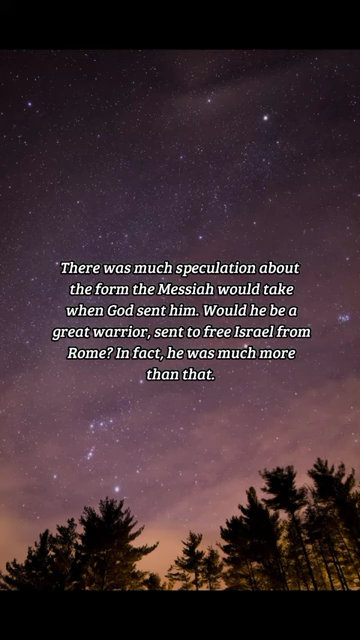 There was much speculation about
the form the Messiah would take
when God sent him. Would he be a
great warrior, sent to free Israel from
Rome? In fact, he was much more
than that.